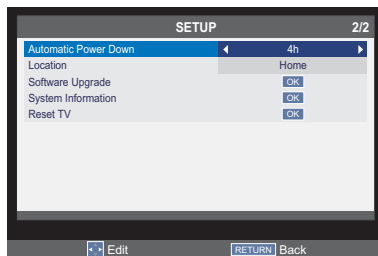 SETUP 2/2
Automatic Power Down 4h
Location Home
Software Upgrade OK
System Information OK
Reset TV OK
Edit RETURN Back